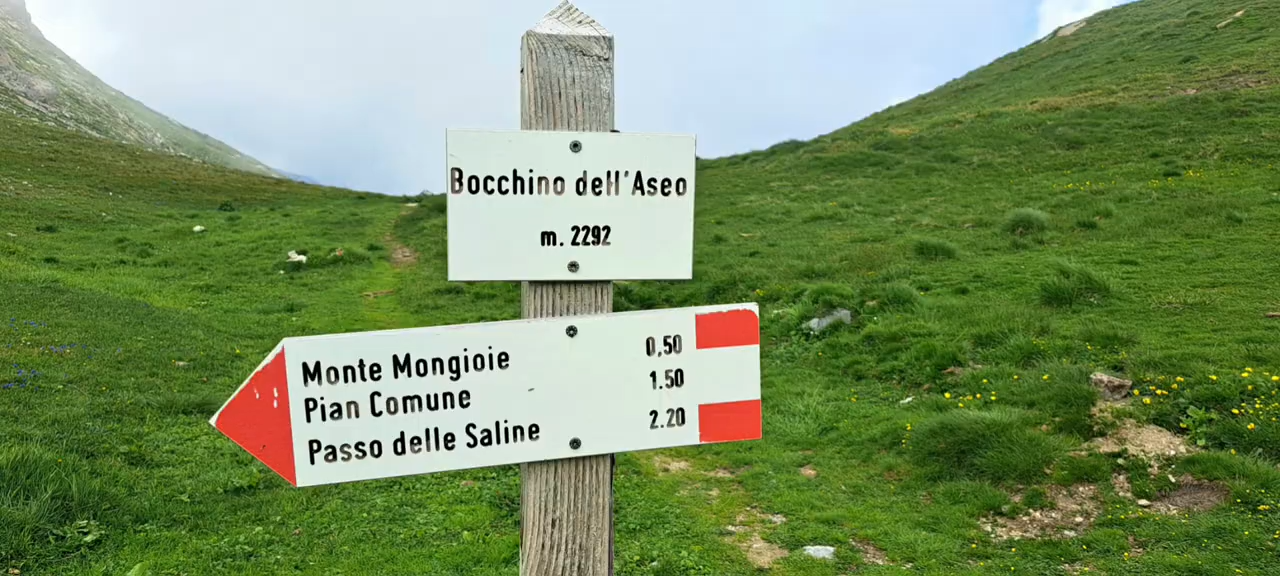 Bocchino dell'Aseo
m. 2292
Monte Mongioie 0,50
Pian Comune 1.50
Passo delle Saline 2.20